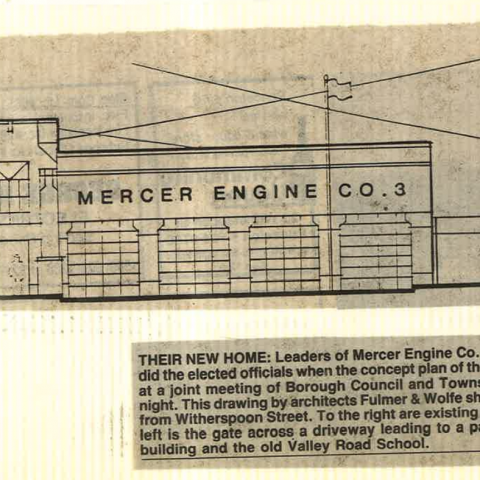 MERCER ENGINE CO. 3
THEIR NEW HOME: Leaders of Mercer Engine Co.
did the elected officials when the concept plan of th
at a joint meeting of Borough Council and Towns
night. This drawing by architects Fulmer & Wolfe sh
from Witherspoon Street. To the right are existing
left is the gate across a driveway leading to a pa
building and the old Valley Road School.